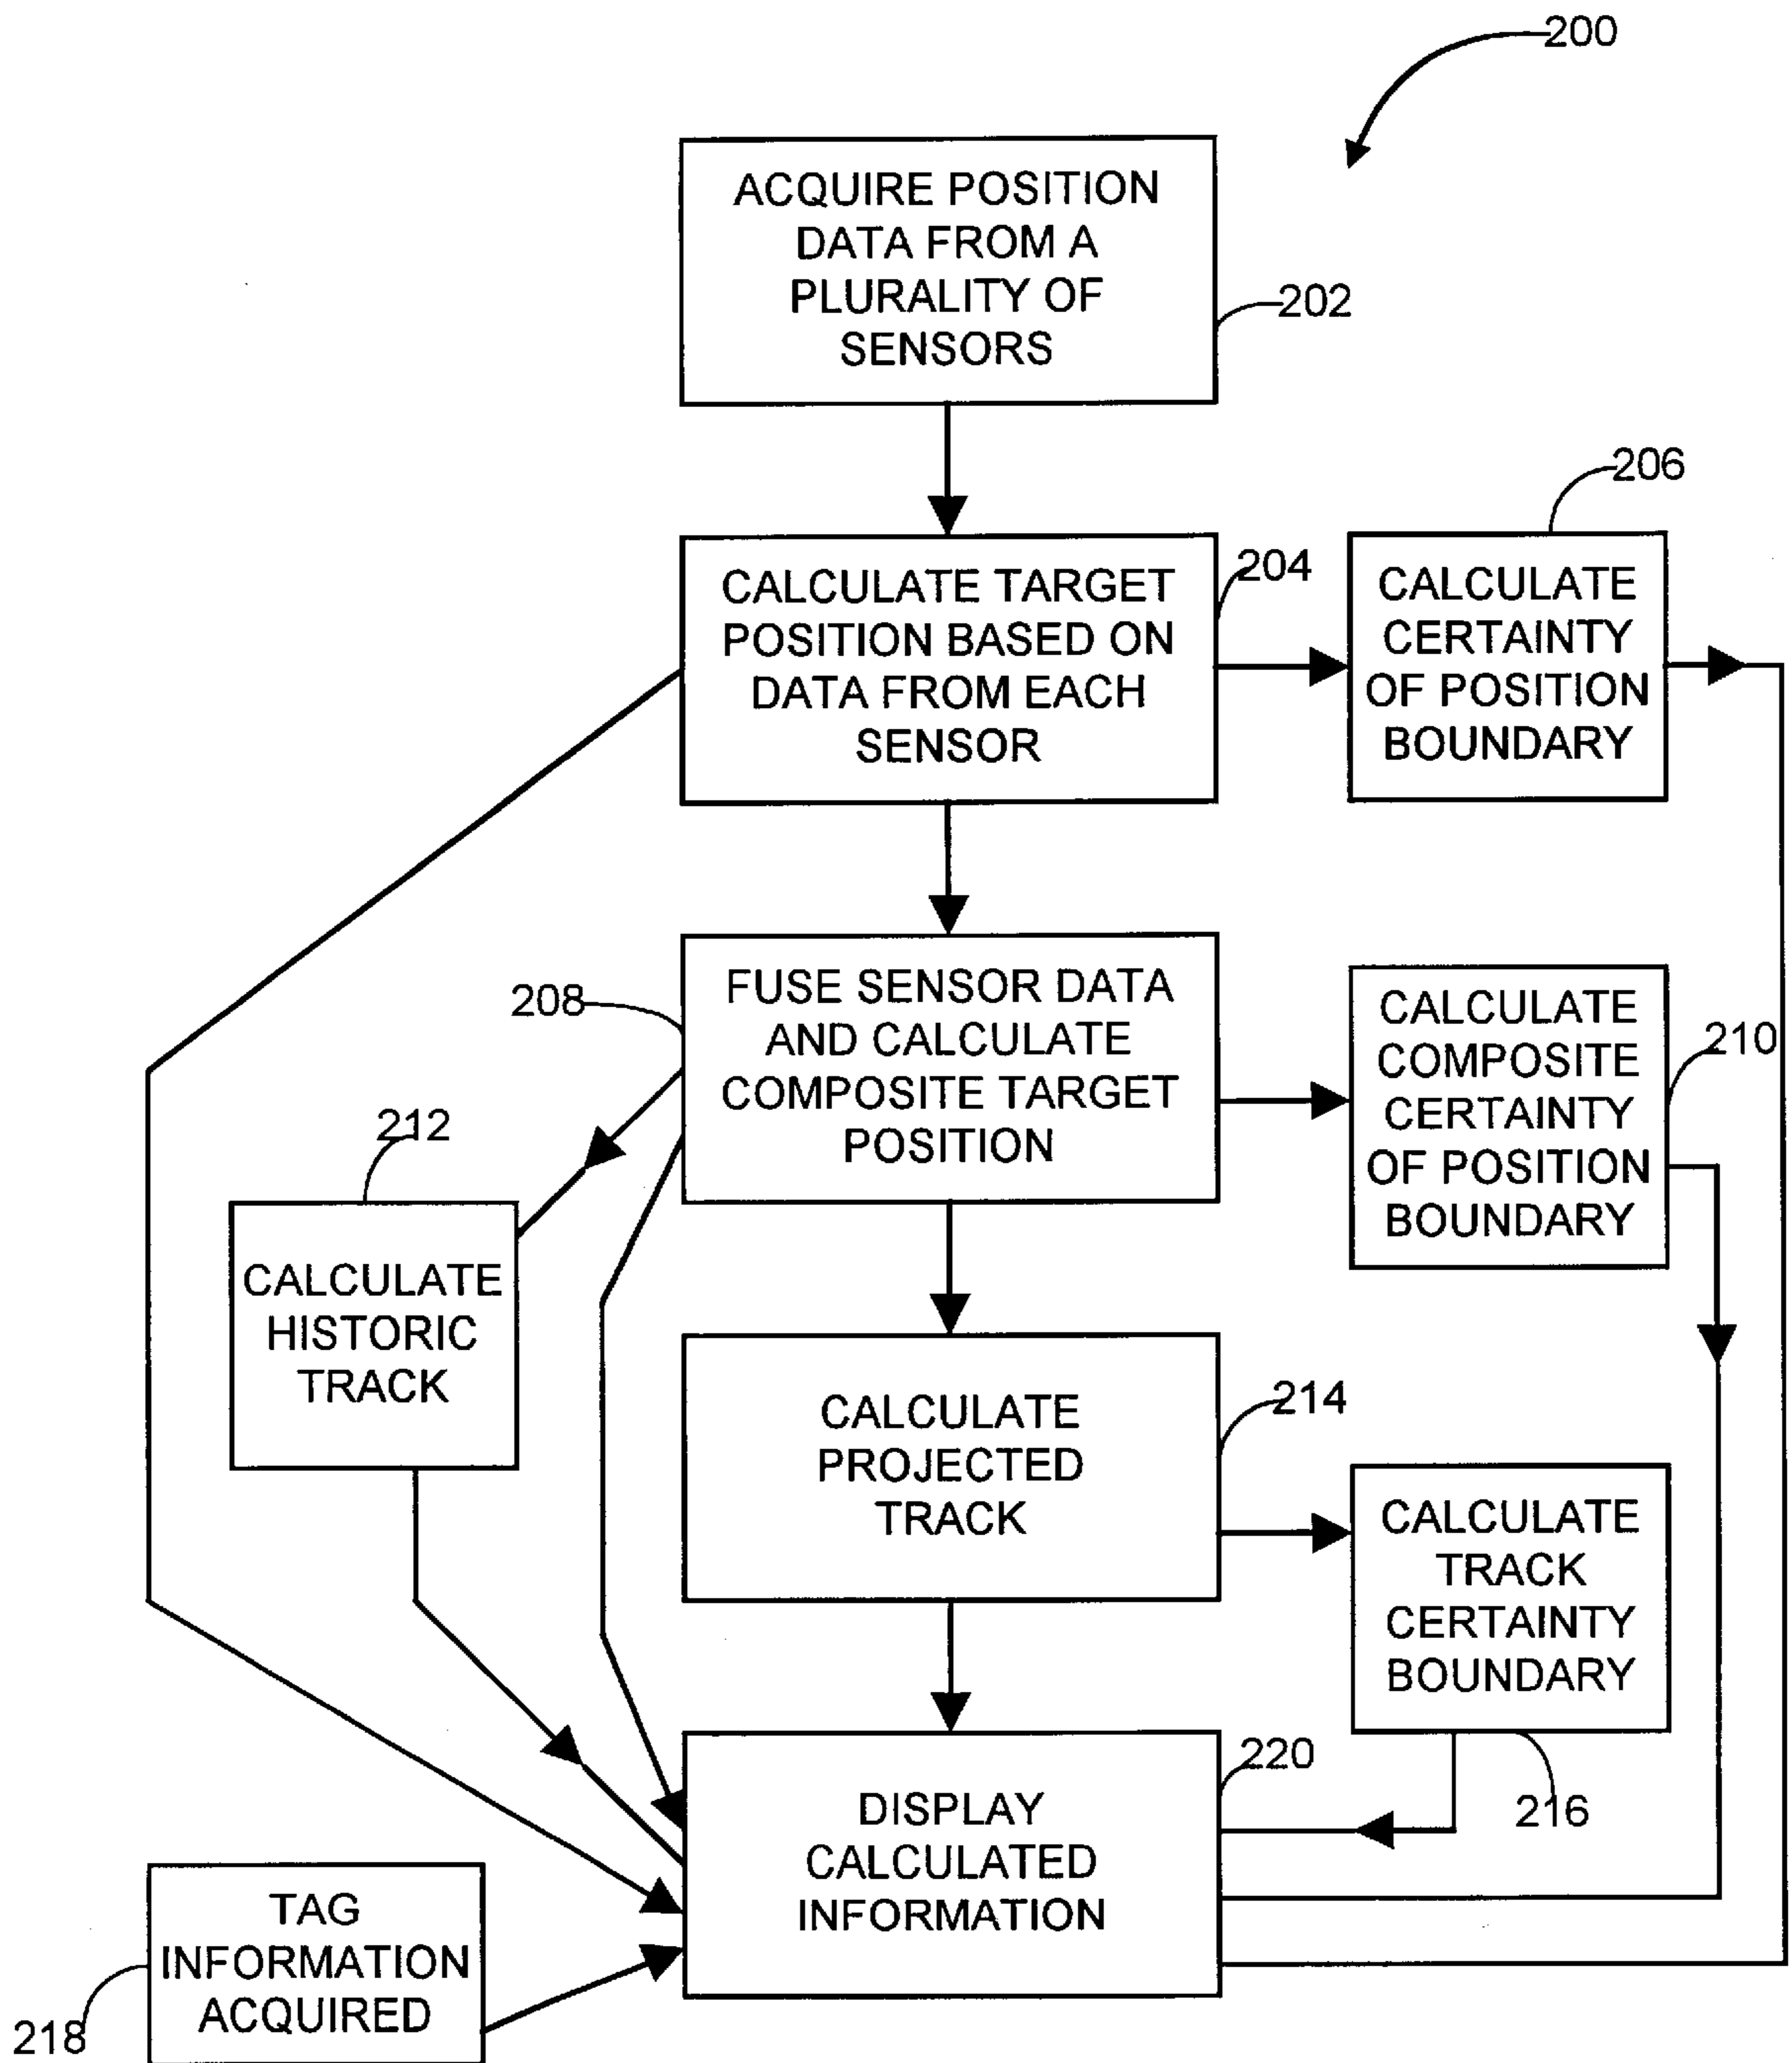 200
ACQUIRE POSITION
DATA FROM A
PLURALITY OF
SENSORS
202
206
CALCULATE TARGET
POSITION BASED ON
DATA FROM EACH
SENSOR
204
CALCULATE
CERTAINTY
OF POSITION
BOUNDARY
208
FUSE SENSOR DATA
AND CALCULATE
COMPOSITE TARGET
POSITION
CALCULATE
COMPOSITE
CERTAINTY
OF POSITION
BOUNDARY
210
212
CALCULATE
HISTORIC
TRACK
CALCULATE
PROJECTED
TRACK
214
CALCULATE
TRACK
CERTAINTY
BOUNDARY
216
220
DISPLAY
CALCULATED
INFORMATION
TAG
INFORMATION
ACQUIRED
218